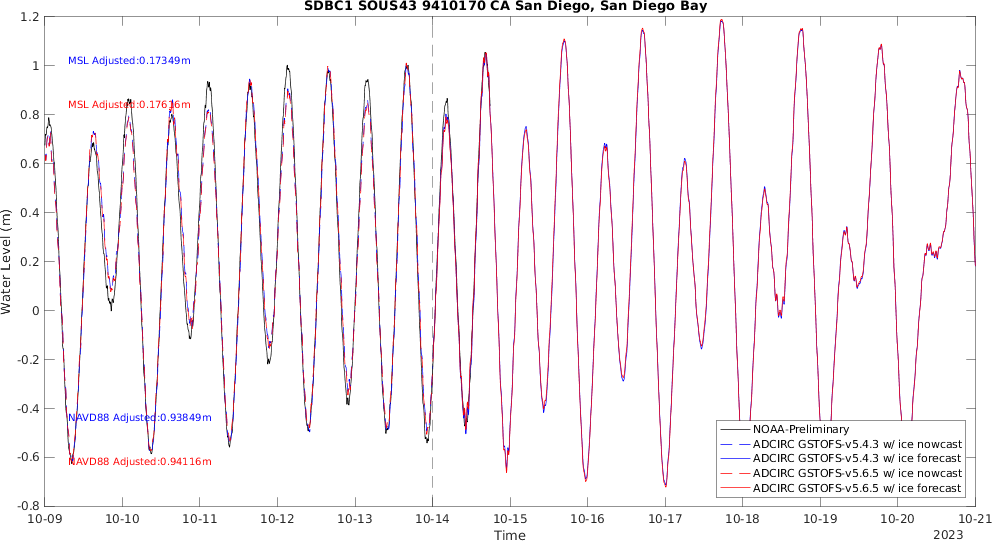 SDBC1 SOUS43 9410170 CA San Diego, San Diego Bay
1.2
1
0.8
0.6
0.4
0.2
0
-0.2
-0.4
-0.6
-0.8
Water Level (m)
MSL Adjusted:0.17349m
MSL Adjusted:0.17616m
NAVD88 Adjusted:0.93849m
NAVD88 Adjusted:0.94116m
NOAA-Preliminary
ADCIRC GSTOFS-v5.4.3 w/ ice nowcast
ADCIRC GSTOFS-v5.4.3 w/ ice forecast
ADCIRC GSTOFS-v5.6.5 w/ ice nowcast
ADCIRC GSTOFS-v5.6.5 w/ ice forecast
10-09 10-10 10-11 10-12 10-13 10-14 10-15 10-16 10-17 10-18 10-19 10-20 10-21
Time
2023